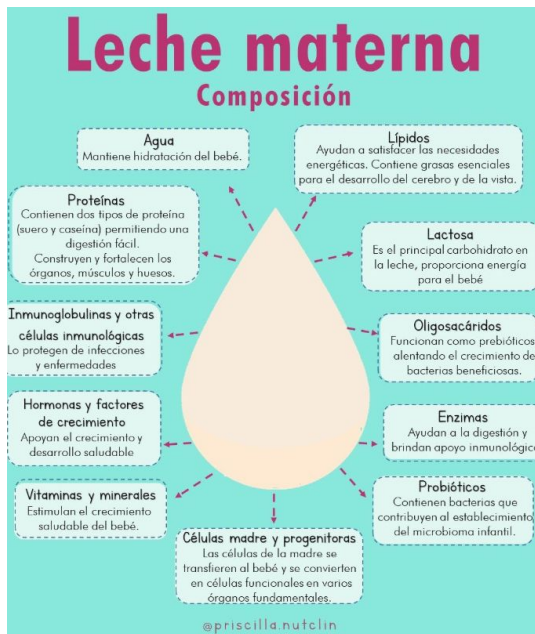 Leche materna
Composición
Agua
Mantiene hidratación del bebé.
Lípidos
Ayudan a satisfacer las necesidades
energéticas. Contiene grasas esenciales
para el desarrollo del cerebro y de la vista.
Proteínas
Contienen dos tipos de proteína
(suero y caseína) permitiendo una
digestión fácil.
Construyen y fortalecen los
órganos, músculos y huesos.
Lactosa
Es el principal carbohidrato en
la leche, proporciona energía
para el bebé
Inmunoglobulinas y otras
células inmunológicas
Lo protegen de infecciones
y enfermedades
Oligosacáridos
Funcionan como prebióticos
alentando el crecimiento de
bacterias beneficiosas.
Hormonas y factores
de crecimiento
Apoyan el crecimiento y
desarrollo saludable
Enzimas
Ayudan a la digestión y
brindan apoyo inmunológico
Vitaminas y minerales
Estimulan el crecimiento
saludable del bebé.
Probióticos
Contienen bacterias que
contribuyen al establecimiento
del microbioma infantil.
Células madre y progenitoras
Las células de la madre se
transfieren al bebé y se convierten
en células funcionales en varios
órganos fundamentales.
@priscilla.nutclin